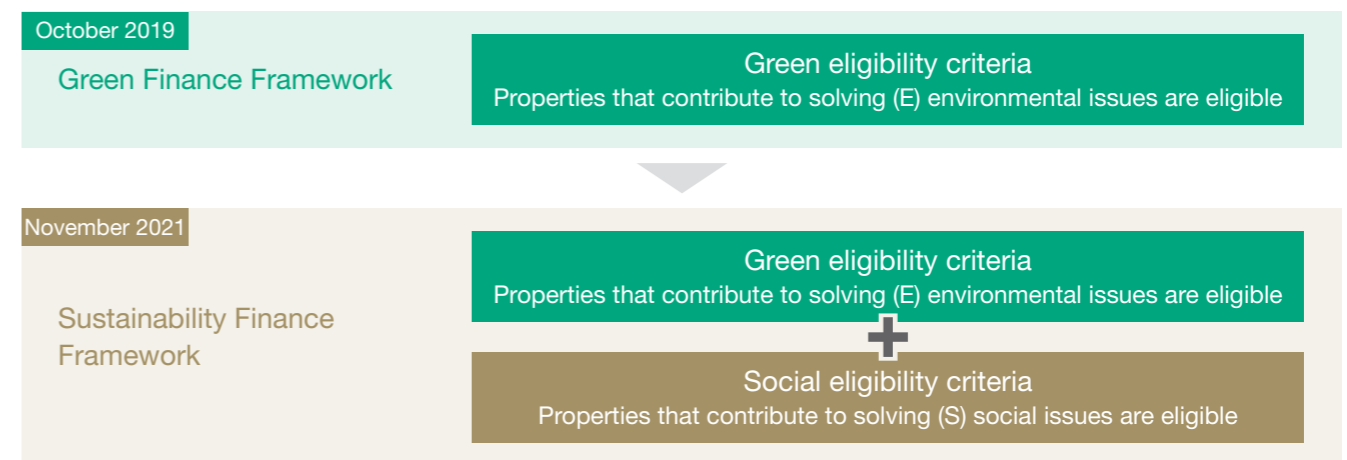 October 2019
Green Finance Framework
Green eligibility criteria
Properties that contribute to solving (E) environmental issues are eligible
November 2021
Sustainability Finance
Framework
Green eligibility criteria
Properties that contribute to solving (E) environmental issues are eligible
+
Social eligibility criteria
Properties that contribute to solving (S) social issues are eligible